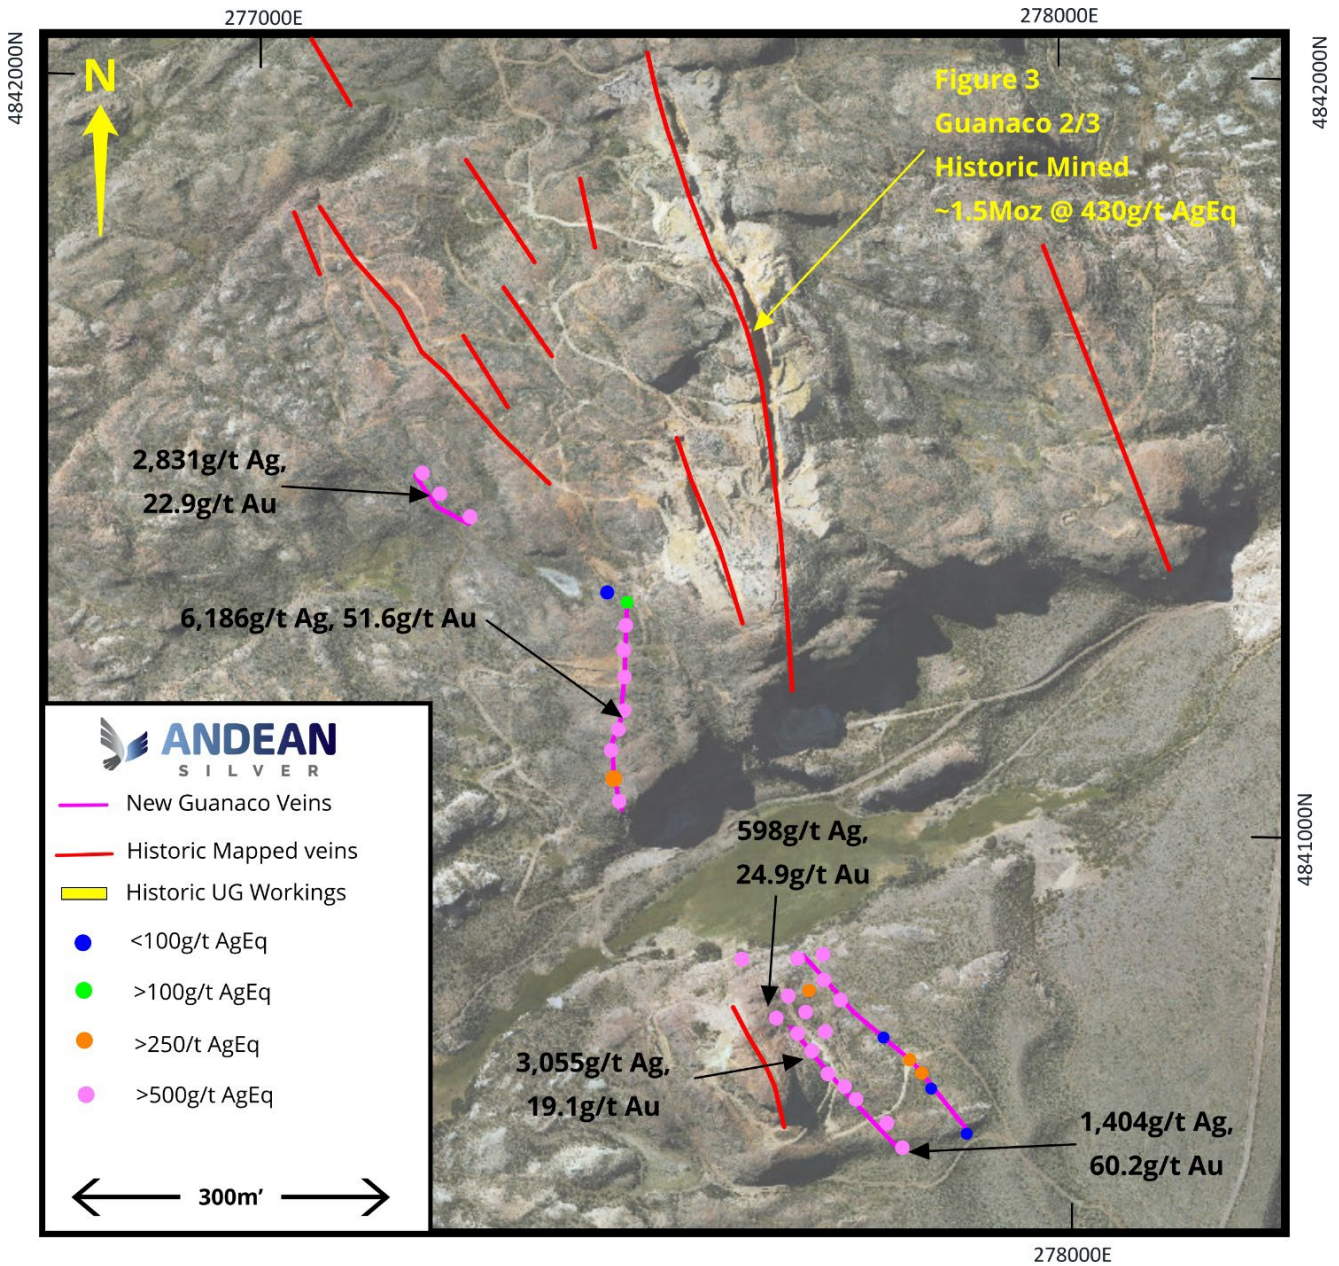 277000E
278000E
4842000N
4842000N
N
Figure 3
Guanaco 2/3
Historic Mined
~1.5Moz @ 430g/t AgEq
2,831g/t Ag,
22.9g/t Au
6,186g/t Ag, 51.6g/t Au
ANDEAN
SILVER
New Guanaco Veins
Historic Mapped veins
Historic UG Workings
<100g/t AgEq
>100g/t AgEq
>250/t AgEq
>500g/t AgEq
300m’
4841000N
598g/t Ag,
24.9g/t Au
3,055g/t Ag,
19.1g/t Au
1,404g/t Ag,
60.2g/t Au
278000E